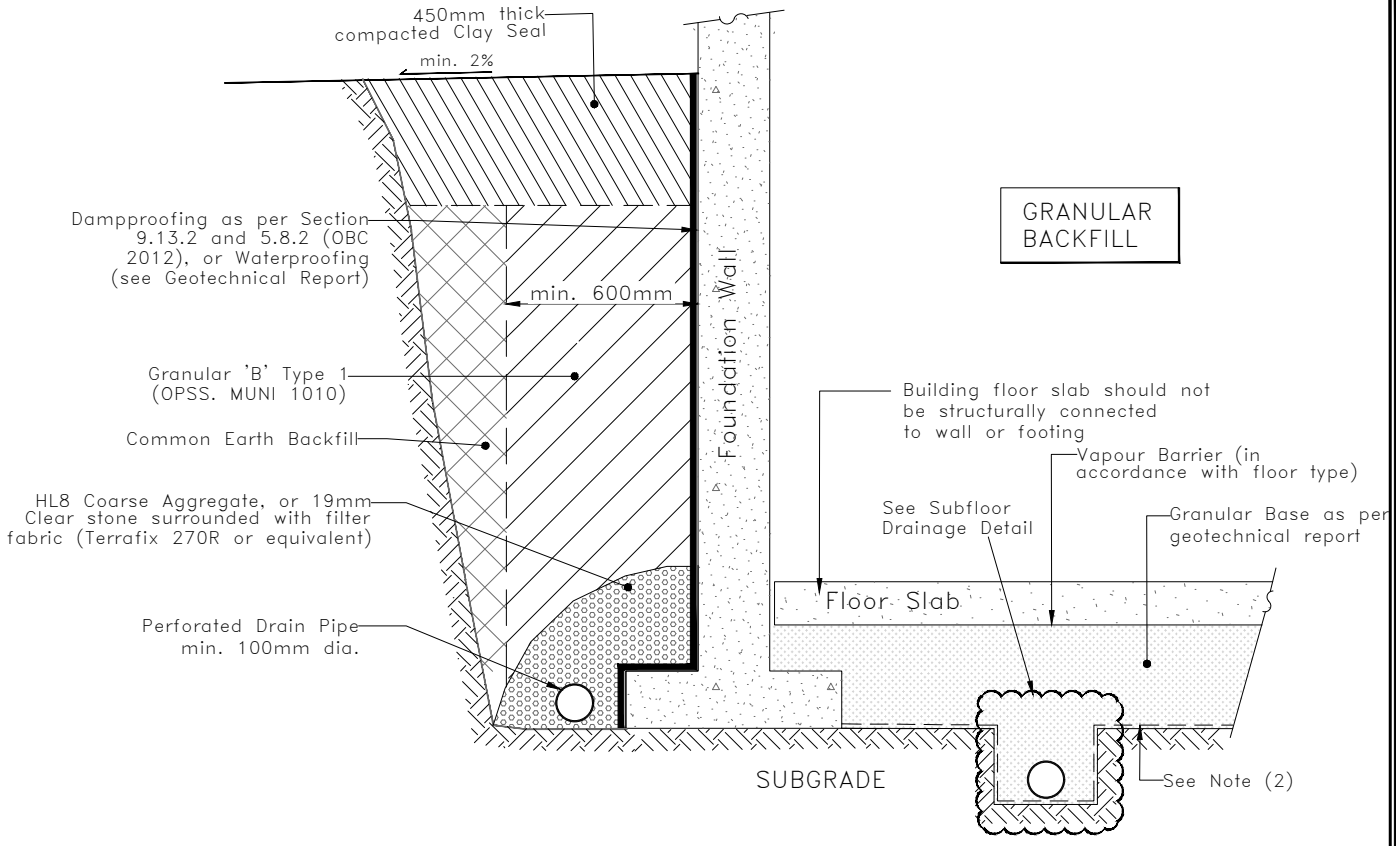 450mm thick
compacted Clay Seal
min. 2%
Dampproofing as per Section
9.13.2 and 5.8.2 (OBC
2012), or Waterproofing
(see Geotechnical Report)
min. 600mm
Foundation Wall
GRANULAR
BACKFILL
Granular 'B' Type 1
(OPSS. MUNI 1010)
Common Earth Backfill
HL8 Coarse Aggregate, or 19mm
Clear stone surrounded with filter
fabric (Terrafix 270R or equivalent)
Perforated Drain Pipe
min. 100mm dia.
Building floor slab should not
be structurally connected
to wall or footing
Vapour Barrier (in
accordance with floor type)
See Subfloor
Drainage Detail
Granular Base as per
geotechnical report
Floor Slab
SUBGRADE
See Note (2)